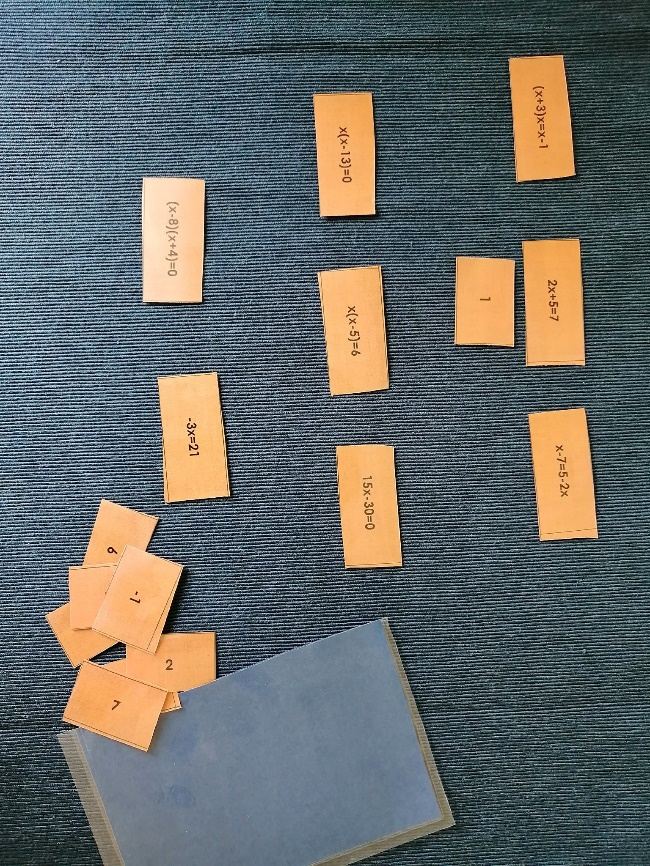 (x+3)x=x-1
2x+5=7
x-7=5-2x
1
x(x-13)=0
x(x-5)=6
15x-30=0
(x-8)(x+4)=0
-3x=21
6
-1
2
7